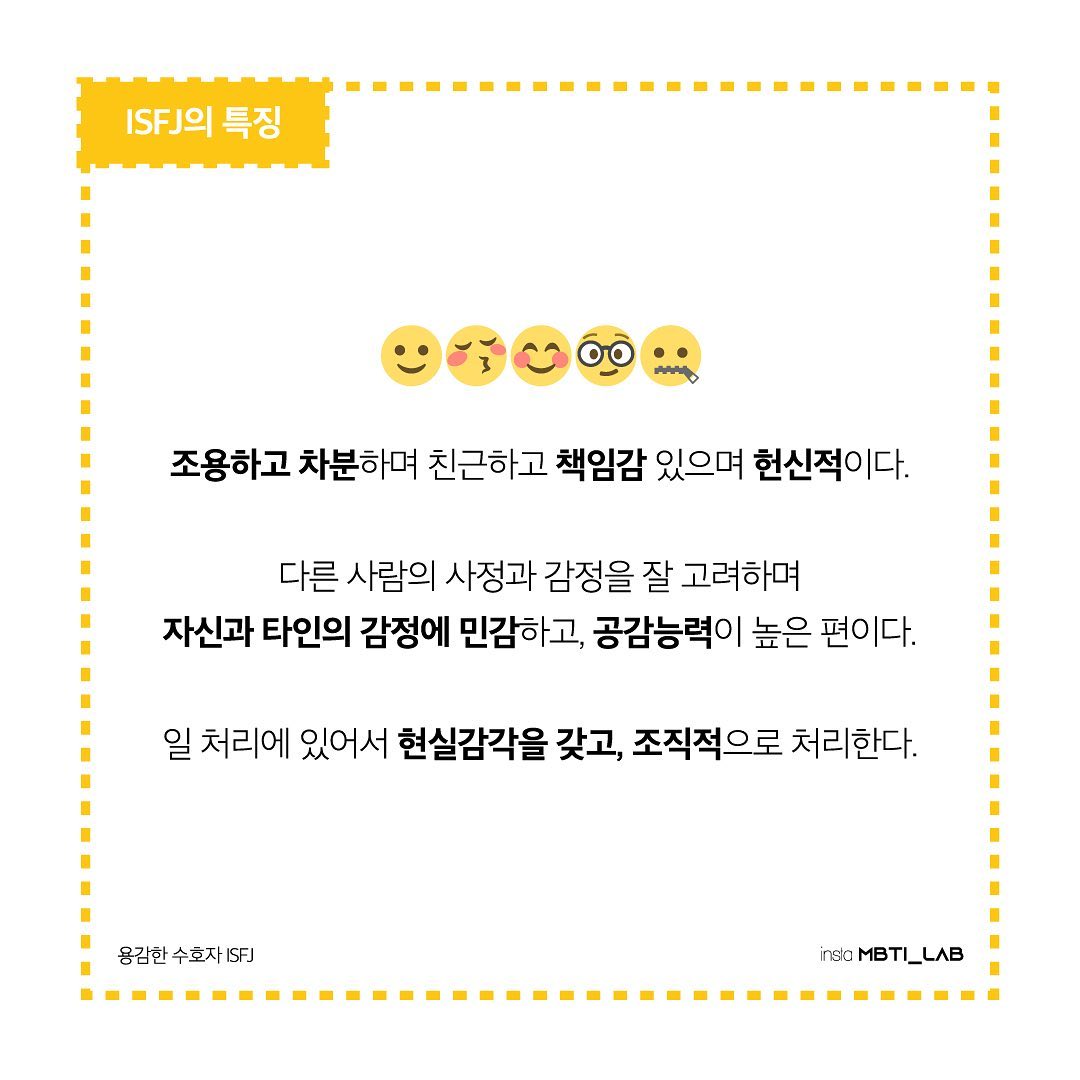 ISFJ의 특징
조용하고 차분하며 친근하고 책임감 있으며 헌신적이다.
다른 사람의 사정과 감정을 잘 고려하며
자신과 타인의 감정에 민감하고, 공감능력이 높은 편이다.
일 처리에 있어서 현실감각을 갖고, 조직적으로 처리한다.
용감한 수호자 ISFJ
insta MBTI_LAB